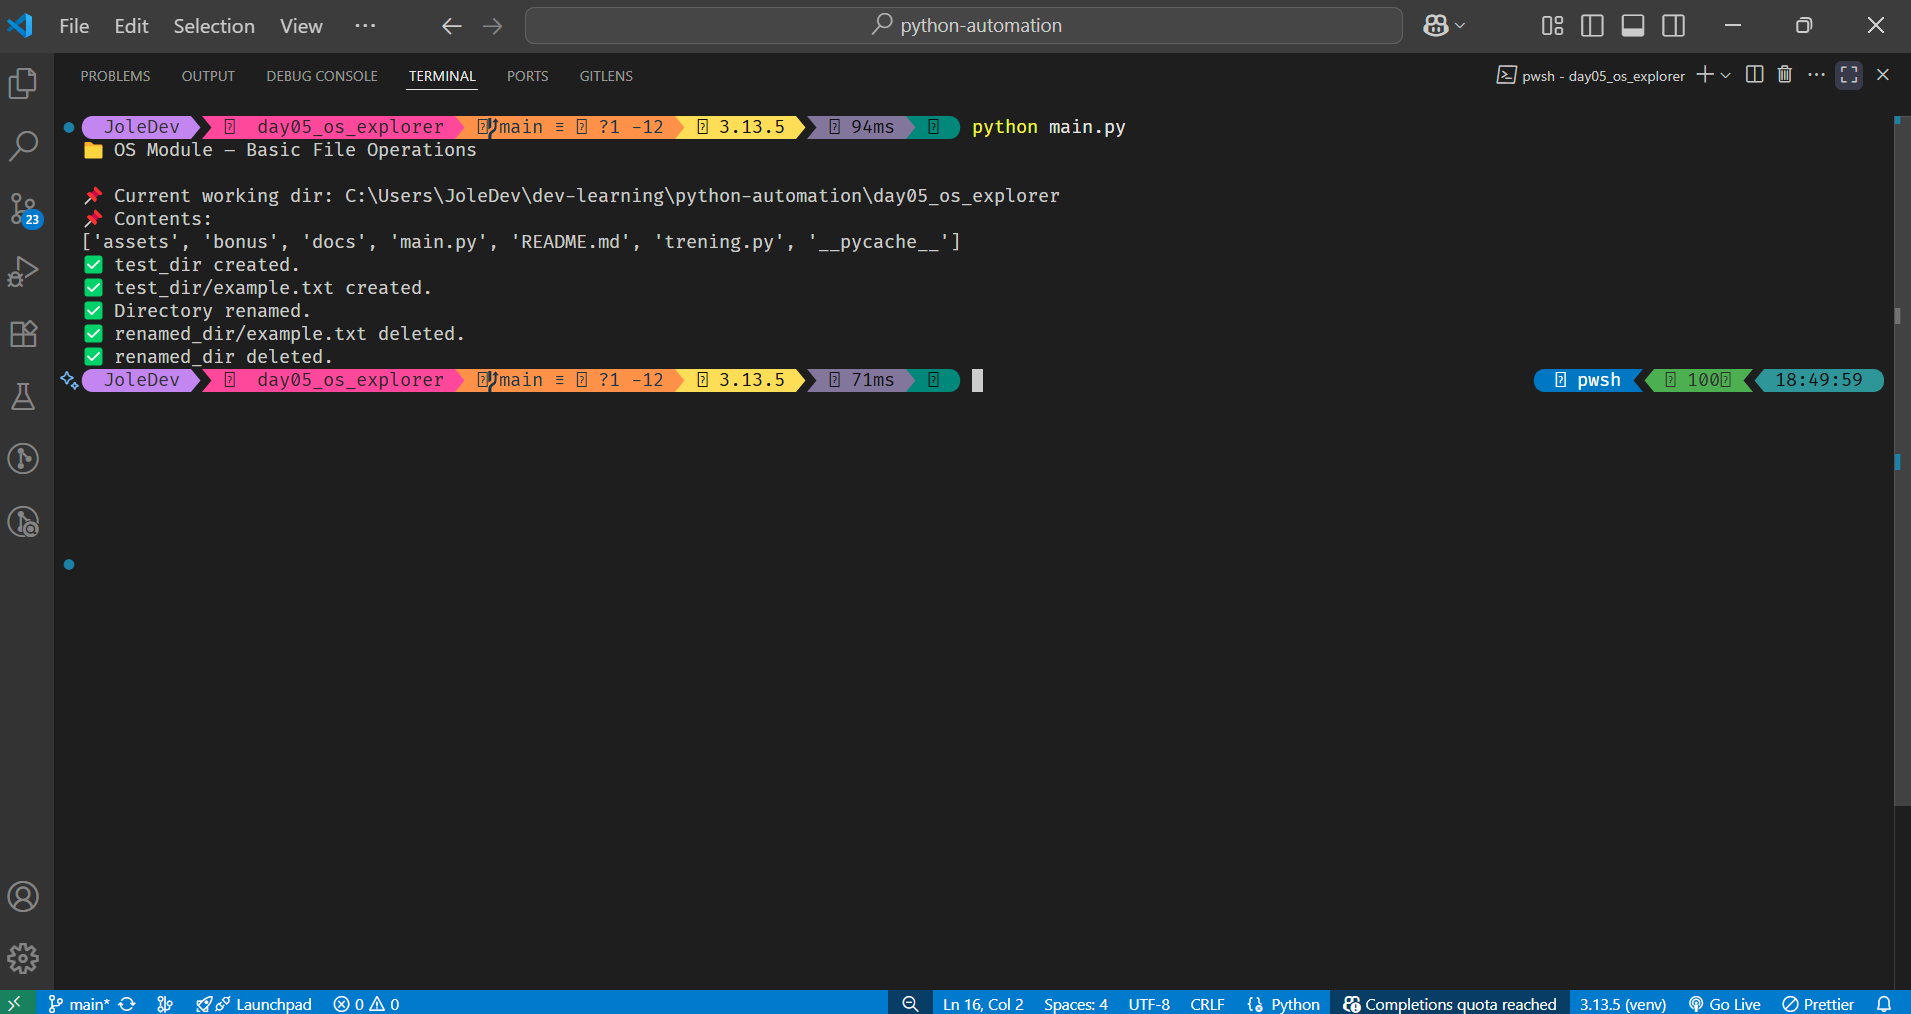 File Edit Selection View ··· python-automation
PROBLEMS OUTPUT DEBUG CONSOLE TERMINAL PORTS GITLENS pwsh - day05_os_explorer
JoleDev day05_os_explorer main ≡ ?1 -12 3.13.5 94ms python main.py
📁 OS Module – Basic File Operations
📌 Current working dir: C:\Users\JoleDev\dev-learning\python-automation\day05_os_explorer
📌 Contents:
['assets', 'bonus', 'docs', 'main.py', 'README.md', 'trening.py', '__pycache__']
✅ test_dir created.
✅ test_dir/example.txt created.
✅ Directory renamed.
✅ renamed_dir/example.txt deleted.
✅ renamed_dir deleted.
JoleDev day05_os_explorer main ≡ ?1 -12 3.13.5 71ms pwsh 100 18:49:59
23
main* Launchpad 0 0 Ln 16, Col 2 Spaces: 4 UTF-8 CRLF Python Completions quota reached 3.13.5 (venv) Go Live Prettier